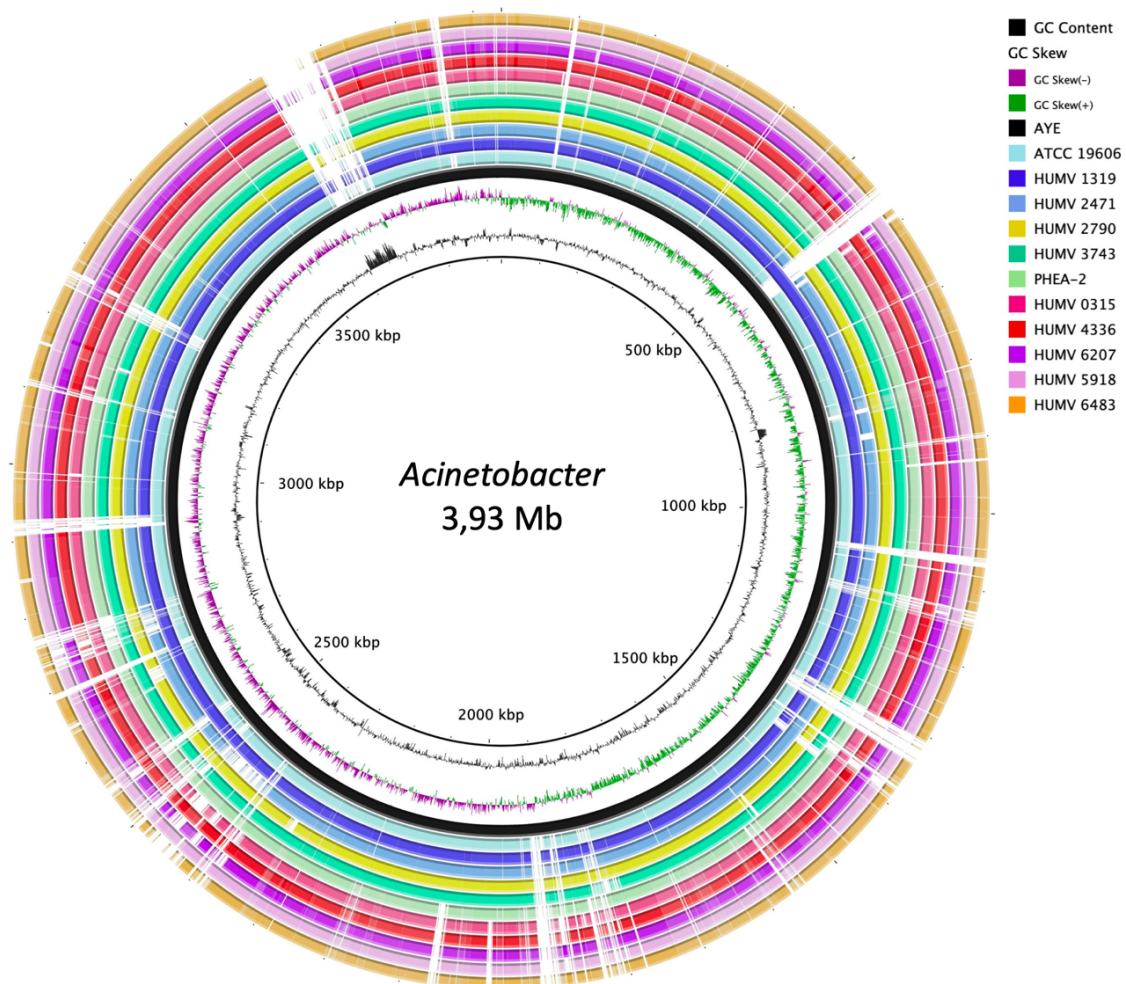 GC Content
GC Skew
GC Skew(-)
GC Skew(+)
AYE
ATCC 19606
HUMV 1319
HUMV 2471
HUMV 2790
HUMV 3743
PHEA-2
HUMV 0315
HUMV 4336
HUMV 6207
HUMV 5918
HUMV 6483
3500 kbp
500 kbp
3000 kbp
Acinetobacter
3,93 Mb
1000 kbp
2500 kbp
1500 kbp
2000 kbp